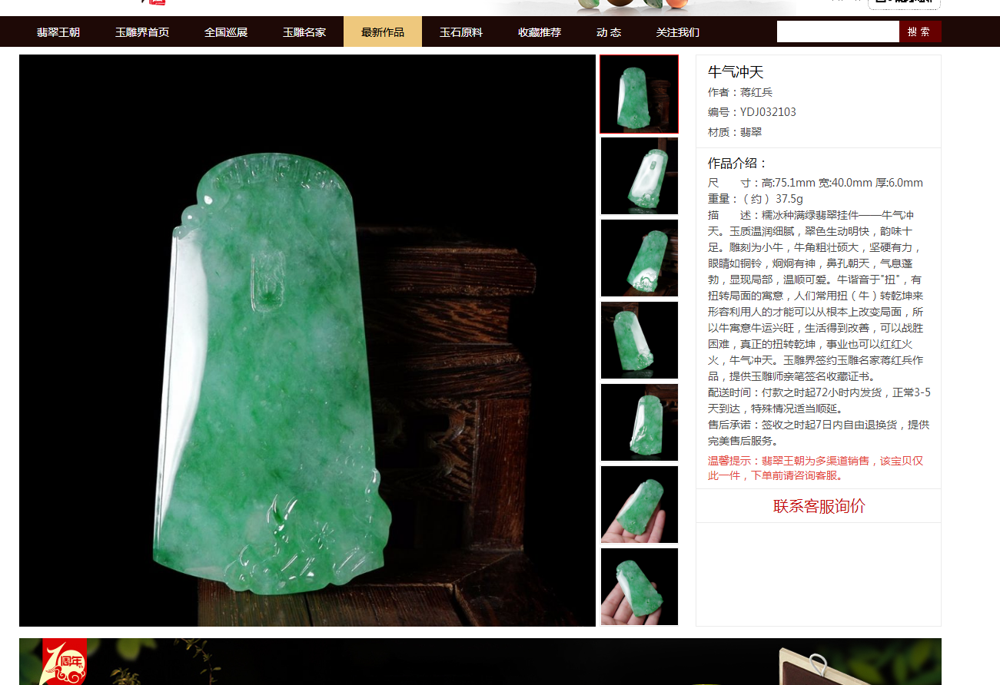 翡翠王朝 玉雕界首页 全国巡展 玉雕名家 最新作品 玉石原料 收藏推荐 动 态 关注我们 搜 索
牛气冲天
作者：蒋红兵
编号：YDJ032103
材质：翡翠
作品介绍：
尺　　寸：高:75.1mm 宽:40.0mm 厚:6.0mm
重量：（约） 37.5g
描　　述：糯冰种满绿翡翠挂件——牛气冲
天。玉质温润细腻，翠色生动明快，韵味十
足。雕刻为小牛，牛角粗壮硕大，坚硬有力，
眼睛如铜铃，炯炯有神，鼻孔朝天，气息蓬
勃，显现局部，温顺可爱。牛谐音于"扭"，有
扭转局面的寓意，人们常用扭（牛）转乾坤来
形容利用人的才能可以从根本上改变局面，所
以牛寓意牛运兴旺，生活得到改善，可以战胜
困难，真正的扭转乾坤，事业也可以红红火
火，牛气冲天。玉雕界签约玉雕名家蒋红兵作
品，提供玉雕师亲笔签名收藏证书。
配送时间：付款之时起72小时内发货，正常3-5
天到达，特殊情况适当顺延。
售后承诺：签收之时起7日内自由退换货，提供
完美售后服务。
温馨提示：翡翠王朝为多渠道销售，该宝贝仅
此一件，下单前请咨询客服。
联系客服询价
10周年th